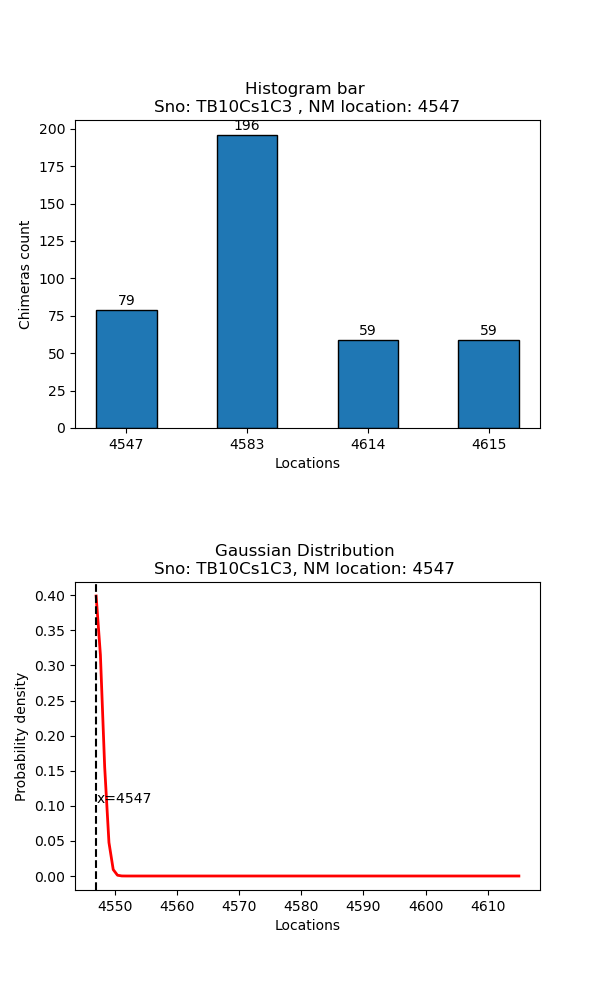 Histogram bar
Sno: TB10Cs1C3 , NM location: 4547
Chimeras count
200
175
150
125
100
75
50
25
0
79
196
59
59
4547 4583 4614 4615
Locations
Gaussian Distribution
Sno: TB10Cs1C3, NM location: 4547
Probability density
0.40
0.35
0.30
0.25
0.20
0.15
0.10
0.05
0.00
x=4547
4550 4560 4570 4580 4590 4600 4610
Locations